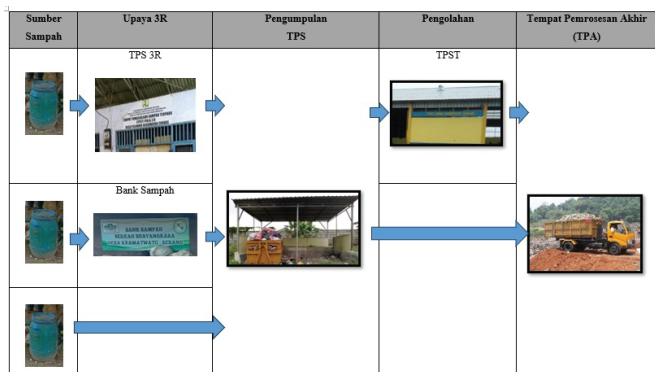 Sumber
Sampah
Upaya 3R
Pengumpulan
TPS
Pengolahan
Tempat Pemrosesan Akhir
(TPA)
TPS 3R
TPST
Bank Sampah
BANK SAMPAH
DESA KRAMATWATU - SERANG